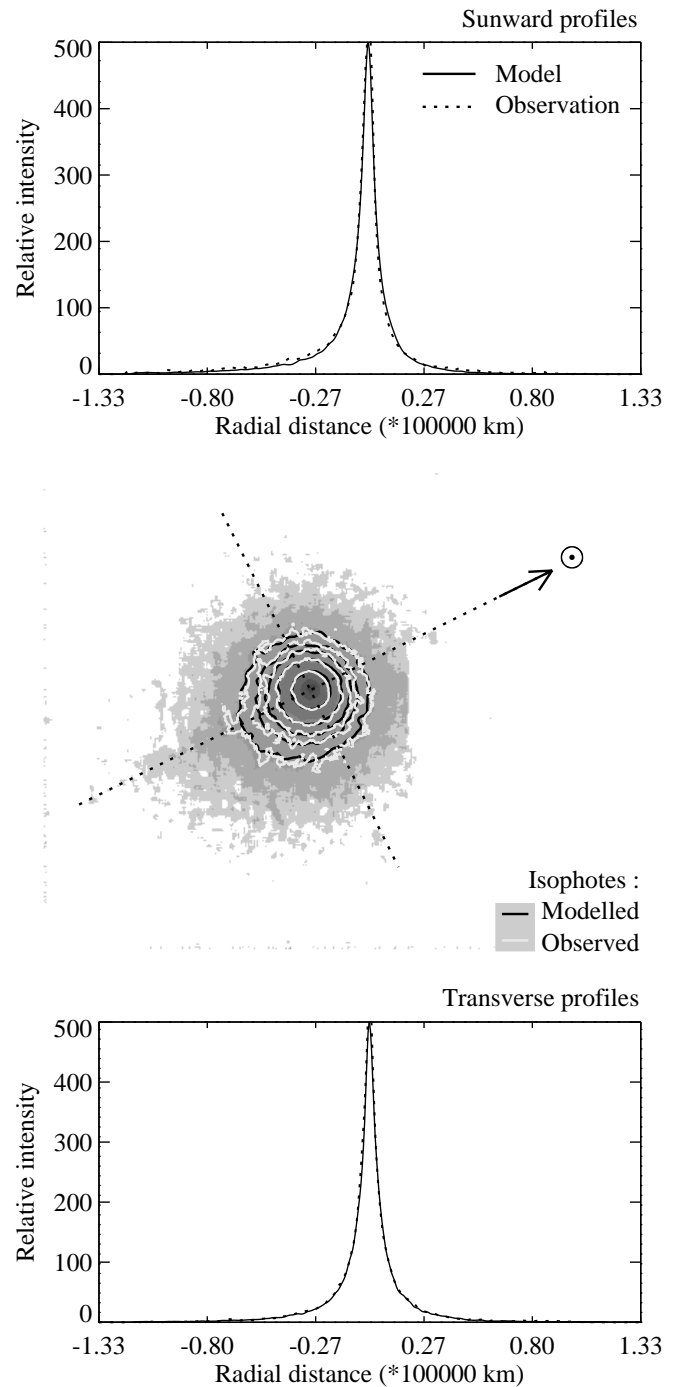 Sunward profiles
500
400
300
200
100
0
Relative intensity
Model
Observation
-1.33 -0.80 -0.27 0.27 0.80 1.33
Radial distance (*100000 km)
Isophotes :
Modelled
Observed
Transverse profiles
500
400
300
200
100
0
Relative intensity
-1.33 -0.80 -0.27 0.27 0.80 1.33
Radial distance (*100000 km)